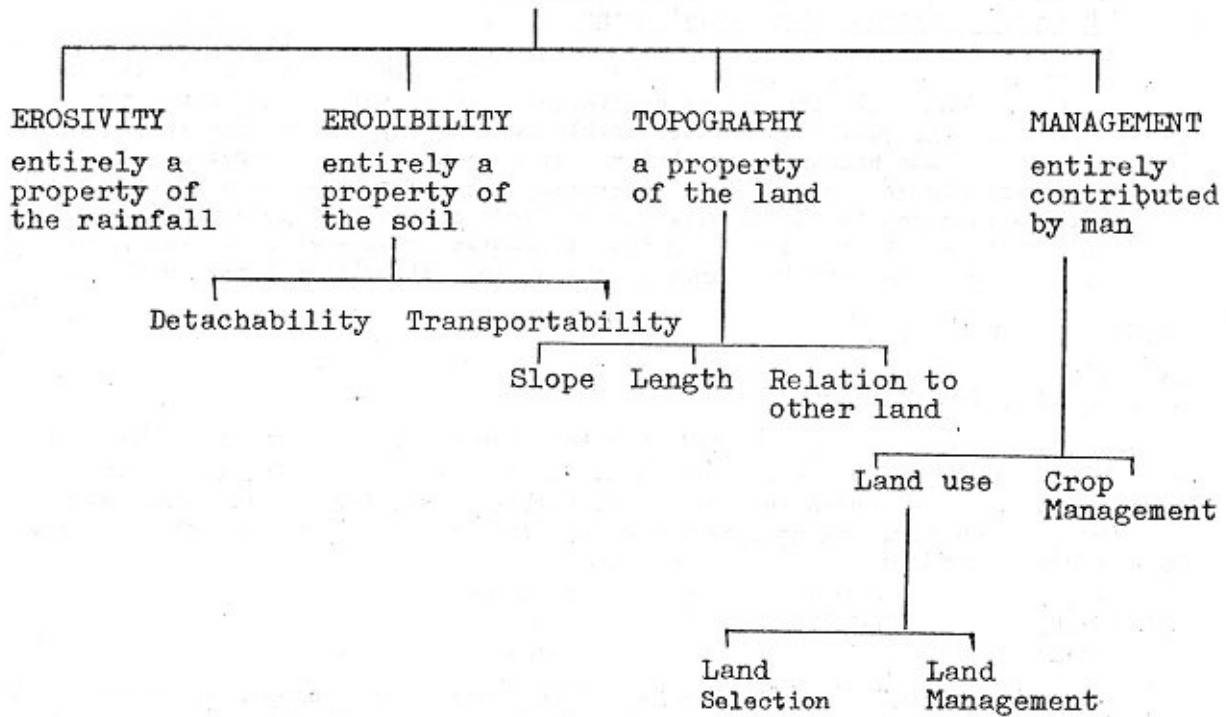 EROSIVITY
entirely a
property of
the rainfall
ERODIBILITY
entirely a
property of
the soil
TOPOGRAPHY
a property
of the land
MANAGEMENT
entirely
contributed
by man
Detachability
Transportability
Slope
Length
Relation to
other land
Land use
Crop
Management
Land
Selection
Land
Management